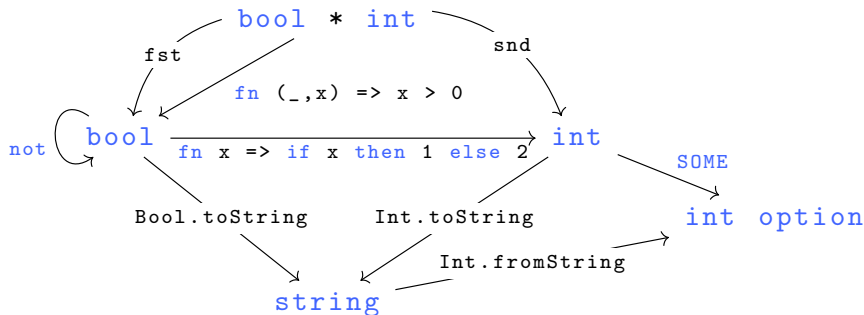 bool * int
fst
snd
fn (_,x) => x > 0
not
bool
fn x => if x then 1 else 2
int
SOME
Bool.toString
Int.toString
int option
Int.fromString
string